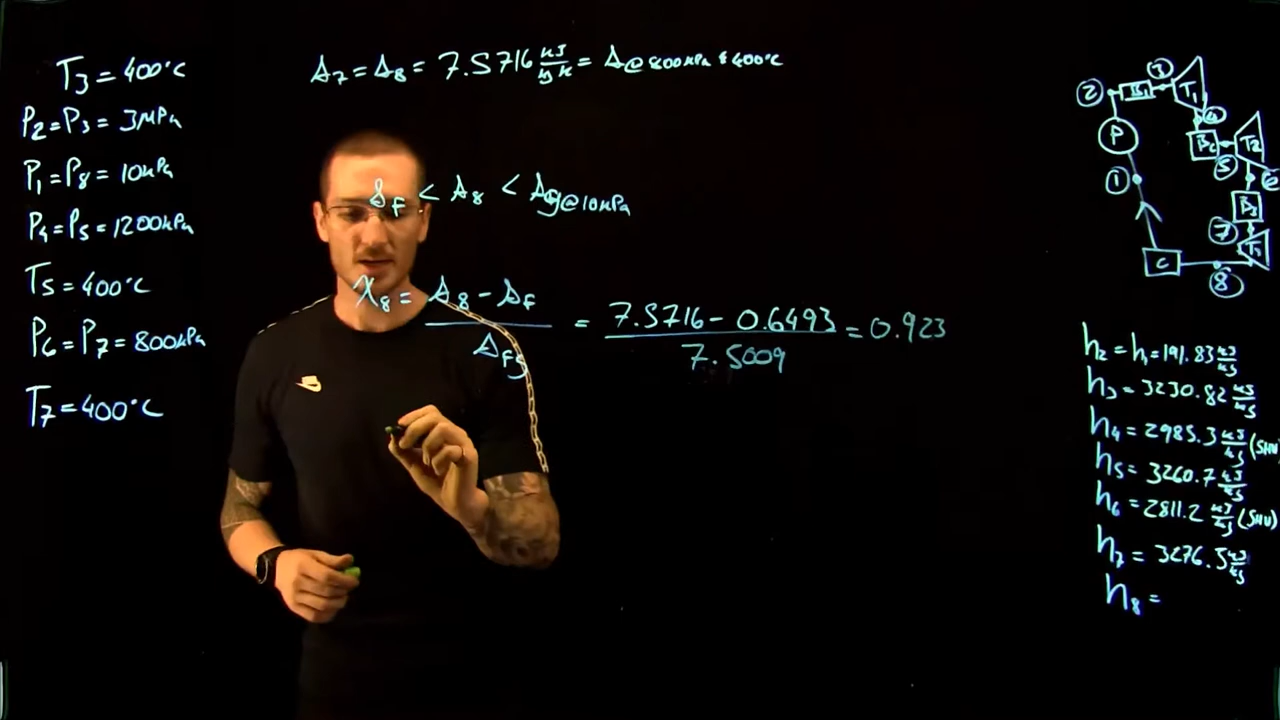 T3 = 400°C
P2 = P3 = 3MPa
P1 = P8 = 10kPa
P4 = P5 = 1200kPa
T5 = 400°C
P6 = P7 = 800kPa
T7 = 400°C
s7 = s8 = 7.5716 kJ/kg K = s@800kPa & 400°C
sf < s8 < sg@10kPa
x8 = (s8 - sf) / sfg = (7.5716 - 0.6493) / 7.5009 = 0.923
2
3
T1
P
4
B2
T2
5
1
B3
7
T3
C
8
h2 = h1 = 191.83 kJ/kg
h3 = 3230.82 kJ/kg
h4 = 2985.3 kJ/kg (SHV)
h5 = 3260.7 kJ/kg
h6 = 2811.2 kJ/kg (SHV)
h7 = 3276.5 kJ/kg
h8 =